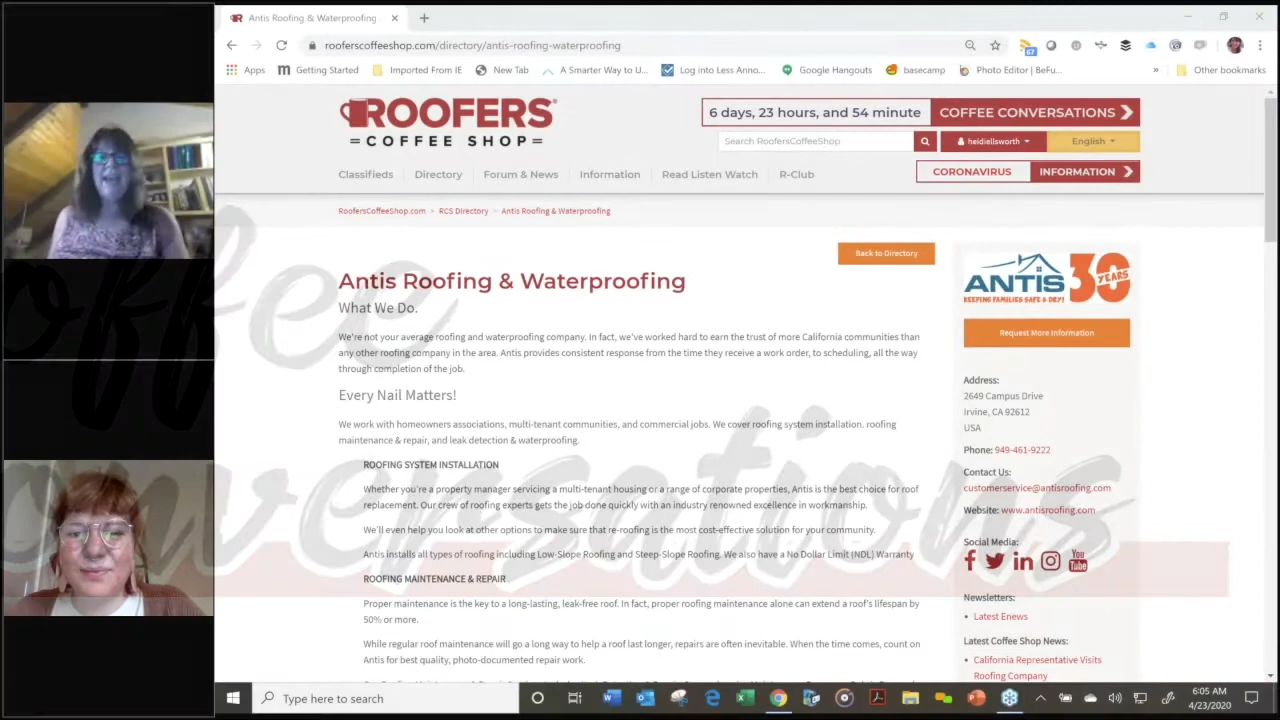 Antis Roofing & Waterproofing
rooferscoffeeshop.com/directory/antis-roofing-waterproofing
67
Apps
Getting Started
Imported From IE
New Tab
A Smarter Way to U...
Log into Less Anno...
Google Hangouts
basecamp
Photo Editor | BeFu...
»
Other bookmarks
ROOFERS
COFFEE SHOP
6 days, 23 hours, and 54 minute
COFFEE CONVERSATIONS
Search RoofersCoffeeShop
heidiellsworth
English
Classifieds
Directory
Forum & News
Information
Read Listen Watch
R-Club
CORONAVIRUS
INFORMATION
RoofersCoffeeShop.com > RCS Directory > Antis Roofing & Waterproofing
Back to Directory
Antis Roofing & Waterproofing
What We Do.
We're not your average roofing and waterproofing company. In fact, we've worked hard to earn the trust of more California communities than
any other roofing company in the area. Antis provides consistent response from the time they receive a work order, to scheduling, all the way
through completion of the job.
Every Nail Matters!
We work with homeowners associations, multi-tenant communities, and commercial jobs. We cover roofing system installation. roofing
maintenance & repair, and leak detection & waterproofing.
ROOFING SYSTEM INSTALLATION
Whether you're a property manager servicing a multi-tenant housing or a range of corporate properties, Antis is the best choice for roof
replacement. Our crew of roofing experts gets the job done quickly with an industry renowned excellence in workmanship.
We'll even help you look at other options to make sure that re-roofing is the most cost-effective solution for your community.
Antis installs all types of roofing including Low-Slope Roofing and Steep-Slope Roofing. We also have a No Dollar Limit (NDL) Warranty
ROOFING MAINTENANCE & REPAIR
Proper maintenance is the key to a long-lasting, leak-free roof. In fact, proper roofing maintenance alone can extend a roof's lifespan by
50% or more.
While regular roof maintenance will go a long way to help a roof last longer, repairs are often inevitable. When the time comes, count on
Antis for best quality, photo-documented repair work.
ANTIS 30 YEARS
KEEPING FAMILIES SAFE & DRY!
Request More Information
Address:
2649 Campus Drive
Irvine, CA 92612
USA
Phone: 949-461-9222
Contact Us:
customerservice@antisroofing.com
Website: www.antisroofing.com
Social Media:
You Tube
Newsletters:
Latest Enews
Latest Coffee Shop News:
California Representative Visits
Roofing Company
coffee
conversations
Type here to search
6:05 AM
4/23/2020